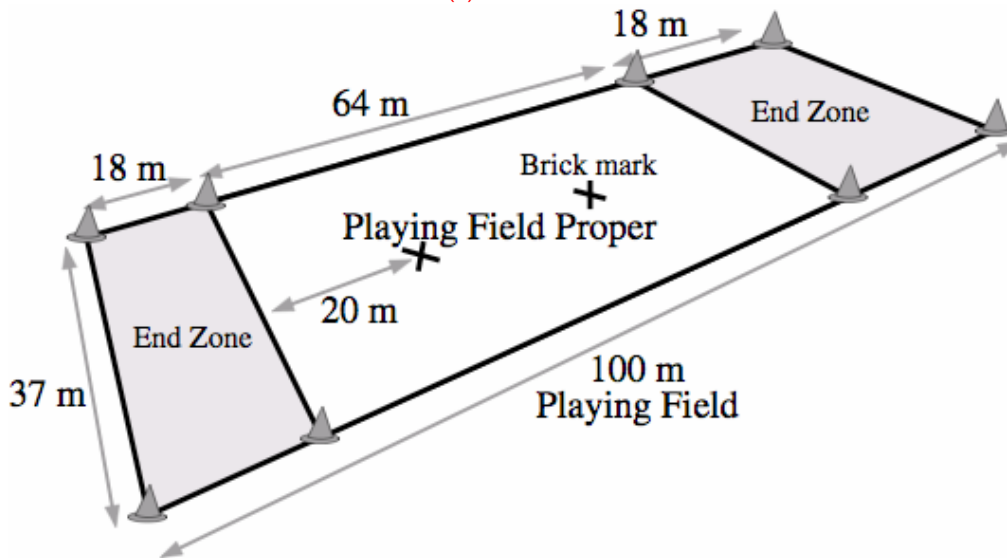 18 m
64 m
End Zone
18 m
Brick mark
Playing Field Proper
20 m
End Zone
37 m
100 m
Playing Field